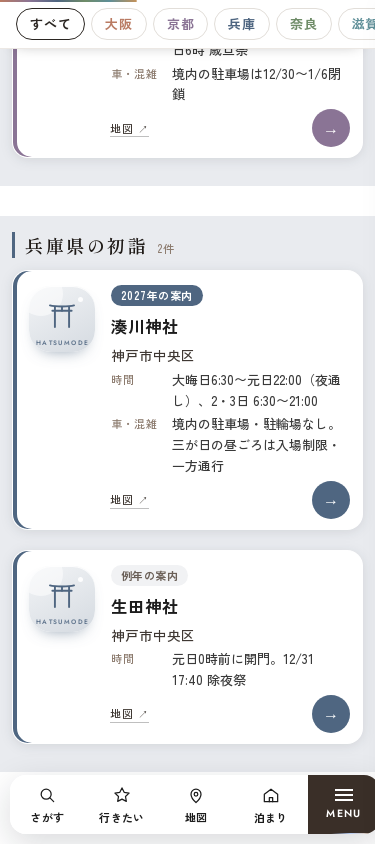 すべて 大阪 京都 兵庫 奈良 滋賀
日6時 歳旦祭
車・混雑 境内の駐車場は12/30〜1/6閉
鎖
地図 ↗ →
兵庫県の初詣 2件
2027年の案内
HATSUMODE
湊川神社
神戸市中央区
時間 大晦日6:30〜元日22:00（夜通
し）、2・3日 6:30〜21:00
車・混雑 境内の駐車場・駐輪場なし。
三が日の昼ごろは入場制限・
一方通行
地図 ↗ →
例年の案内
HATSUMODE
生田神社
神戸市中央区
時間 元日0時前に開門。12/31
17:40 除夜祭
地図 ↗ →
さがす 行きたい 地図 泊まり MENU